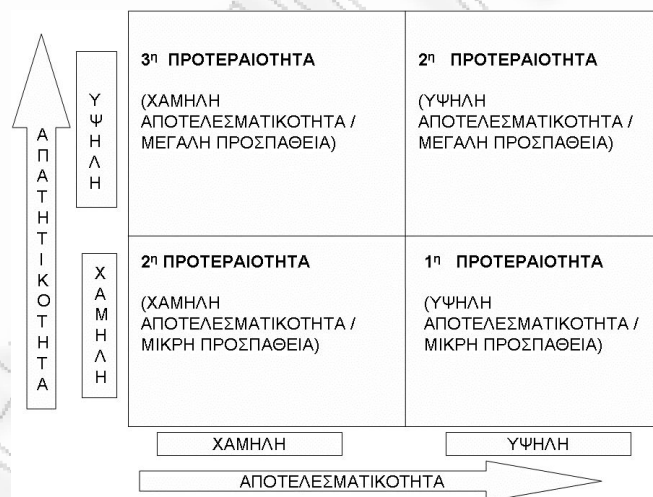 3η ΠΡΟΤΕΡΑΙΟΤΗΤΑ
(ΧΑΜΗΛΗ
ΑΠΟΤΕΛΕΣΜΑΤΙΚΟΤΗΤΑ /
ΜΕΓΑΛΗ ΠΡΟΣΠΑΘΕΙΑ)
2η ΠΡΟΤΕΡΑΙΟΤΗΤΑ
(ΥΨΗΛΗ
ΑΠΟΤΕΛΕΣΜΑΤΙΚΟΤΗΤΑ /
ΜΕΓΑΛΗ ΠΡΟΣΠΑΘΕΙΑ)
ΥΨΗΛΗ
ΑΠΑΤΗΤΙΚΟΤΗΤΑ
ΧΑΜΗΛΗ
2η ΠΡΟΤΕΡΑΙΟΤΗΤΑ
(ΧΑΜΗΛΗ
ΑΠΟΤΕΛΕΣΜΑΤΙΚΟΤΗΤΑ /
ΜΙΚΡΗ ΠΡΟΣΠΑΘΕΙΑ)
1η ΠΡΟΤΕΡΑΙΟΤΗΤΑ
(ΥΨΗΛΗ
ΑΠΟΤΕΛΕΣΜΑΤΙΚΟΤΗΤΑ /
ΜΙΚΡΗ ΠΡΟΣΠΑΘΕΙΑ)
ΧΑΜΗΛΗ
ΥΨΗΛΗ
ΑΠΟΤΕΛΕΣΜΑΤΙΚΟΤΗΤΑ